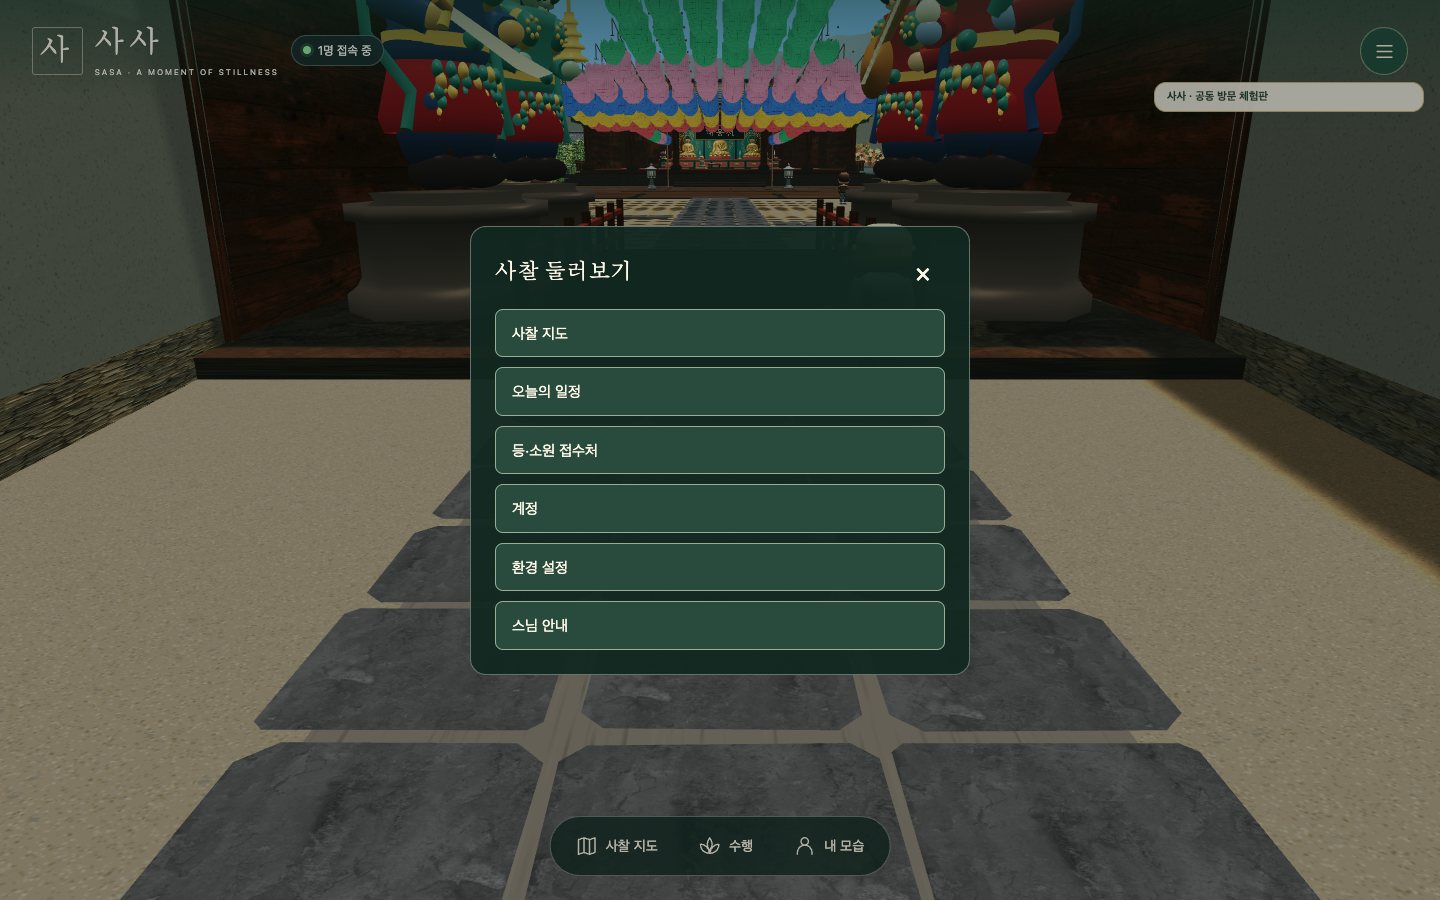 사
사사
SASA · A MOMENT OF STILLNESS
1명 접속 중
사사 · 공동 방문 체험판
사찰 둘러보기
사찰 지도
오늘의 일정
등·소원 접수처
계정
환경 설정
스님 안내
사찰 지도
수행
내 모습